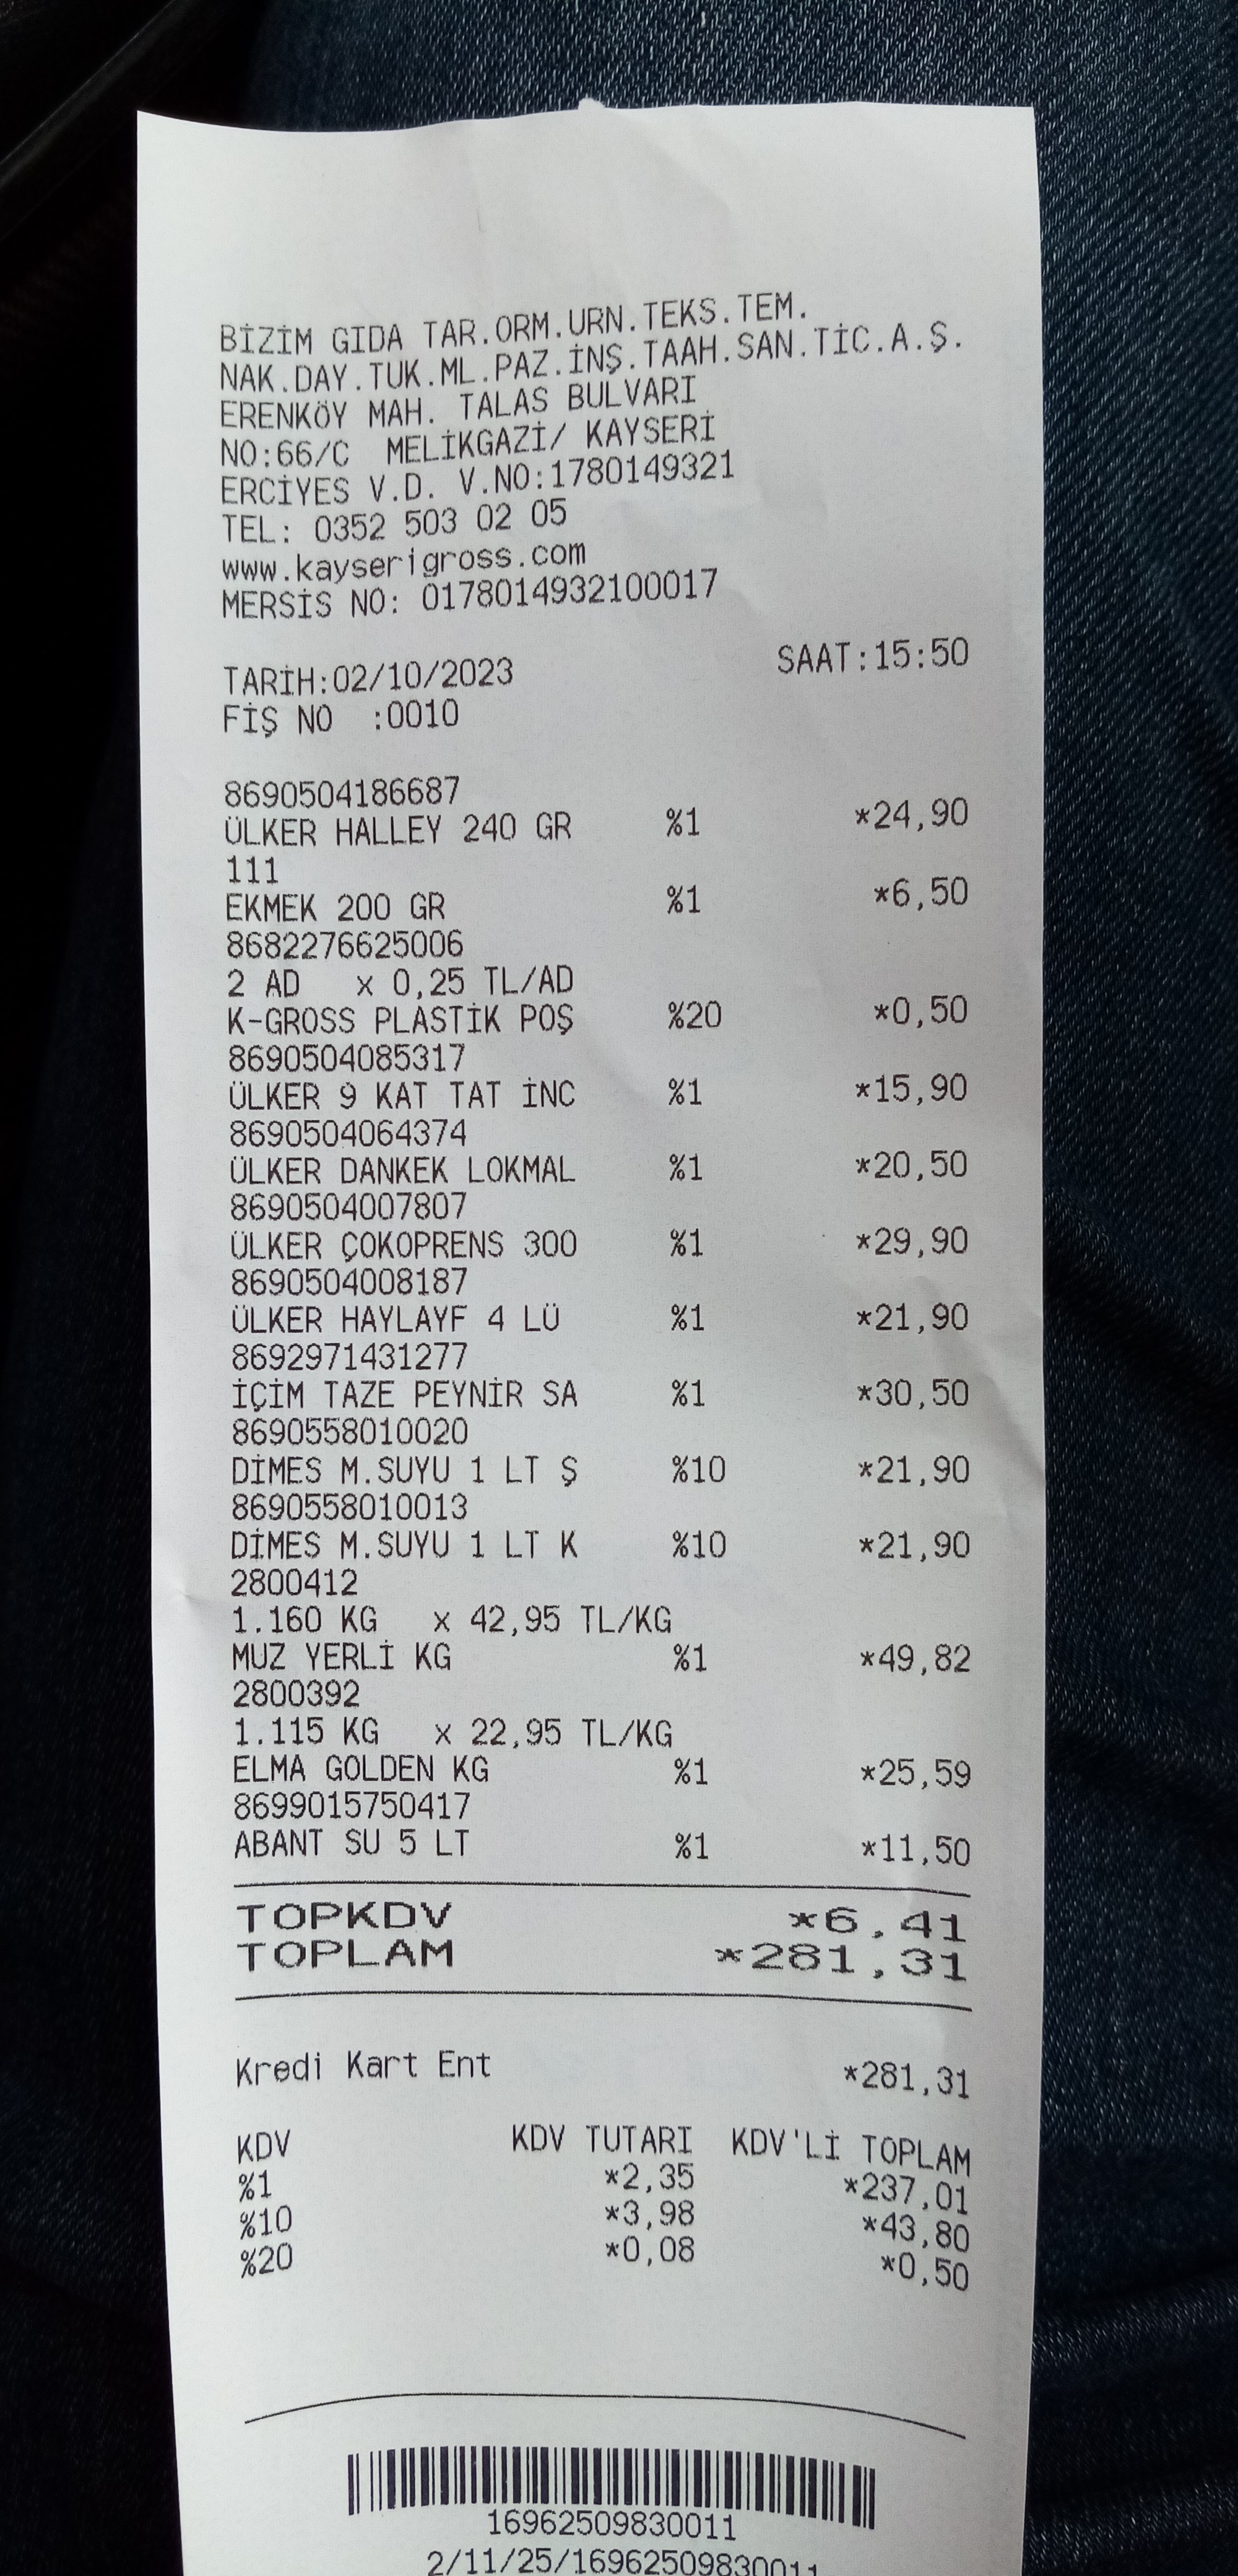 BİZİM GIDA TAR.ORM.URN.TEKS.TEM.
NAK.DAY.TUK.ML.PAZ.İNŞ.TAAH.SAN.TİC.A.Ş.
ERENKÖY MAH. TALAS BULVARI
NO:66/C MELİKGAZİ/ KAYSERİ
ERCİYES V.D. V.NO:1780149321
TEL: 0352 503 02 05
www.kayserigross.com
MERSİS NO: 0178014932100017
TARİH:02/10/2023 SAAT:15:50
FİŞ NO :0010
8690504186687
ÜLKER HALLEY 240 GR %1 *24,90
111
EKMEK 200 GR %1 *6,50
8682276625006
2 AD x 0,25 TL/AD
K-GROSS PLASTİK POŞ %20 *0,50
8690504085317
ÜLKER 9 KAT TAT İNC %1 *15,90
8690504064374
ÜLKER DANKEK LOKMAL %1 *20,50
8690504007807
ÜLKER ÇOKOPRENS 300 %1 *29,90
8690504008187
ÜLKER HAYLAYF 4 LÜ %1 *21,90
8692971431277
İÇİM TAZE PEYNİR SA %1 *30,50
8690558010020
DİMES M.SUYU 1 LT Ş %10 *21,90
8690558010013
DİMES M.SUYU 1 LT K %10 *21,90
2800412
1.160 KG x 42,95 TL/KG
MUZ YERLİ KG %1 *49,82
2800392
1.115 KG x 22,95 TL/KG
ELMA GOLDEN KG %1 *25,59
8699015750417
ABANT SU 5 LT %1 *11,50
TOPKDV *6,41
TOPLAM *281,31
Kredi Kart Ent *281,31
KDV KDV TUTARI KDV'Lİ TOPLAM
%1 *2,35 *237,01
%10 *3,98 *43,80
%20 *0,08 *0,50
16962509830011
2/11/25/16962509830011